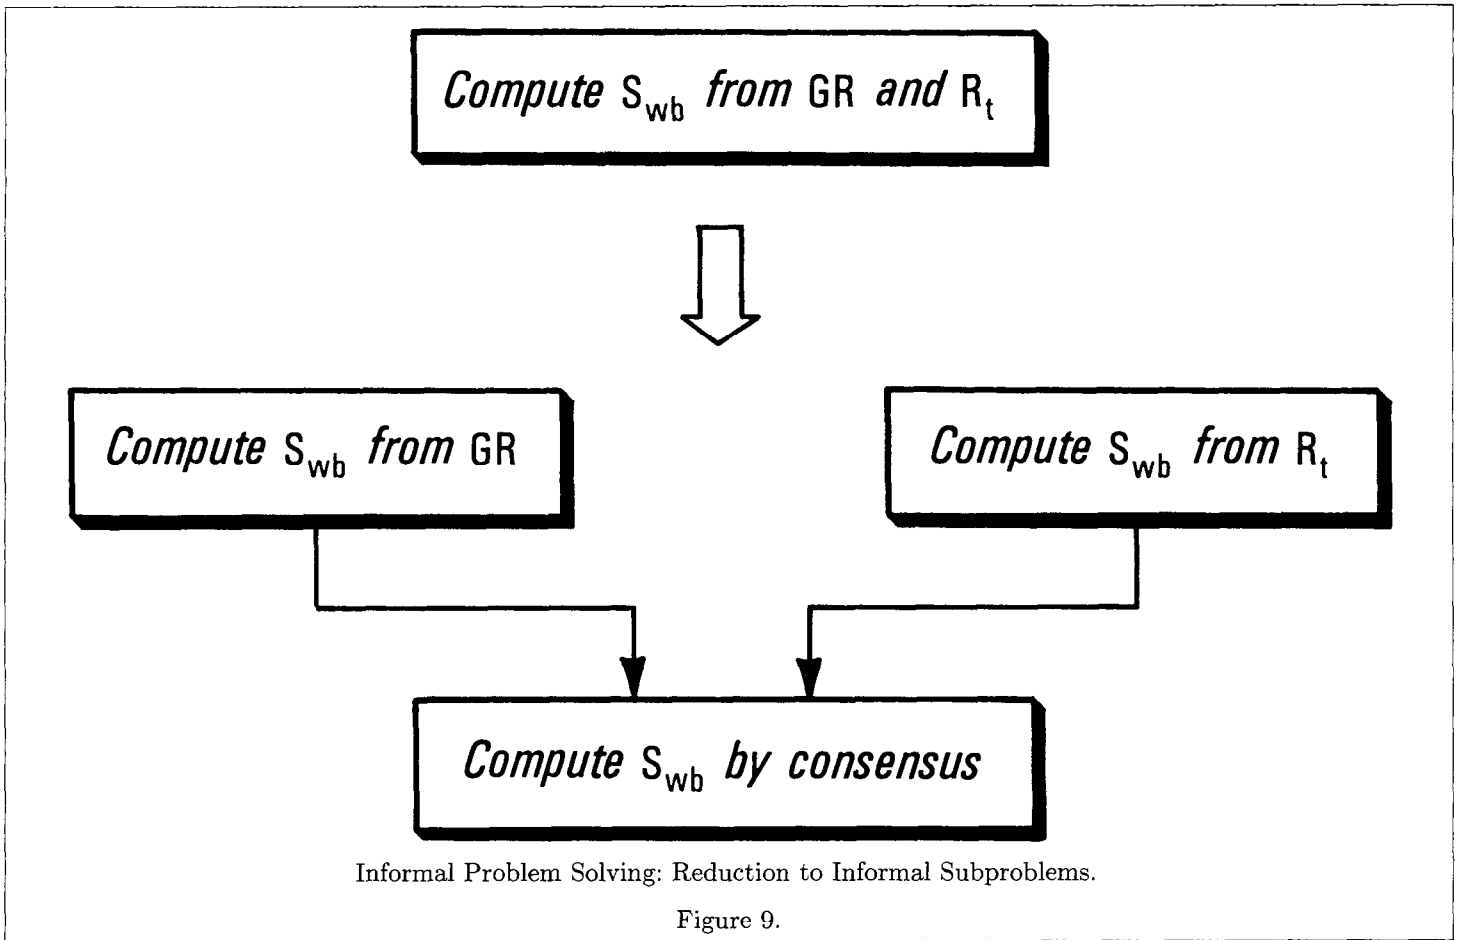 Compute S_wb from GR and R_t
Compute S_wb from GR
Compute S_wb from R_t
Compute S_wb by consensus
Informal Problem Solving: Reduction to Informal Subproblems.
Figure 9.